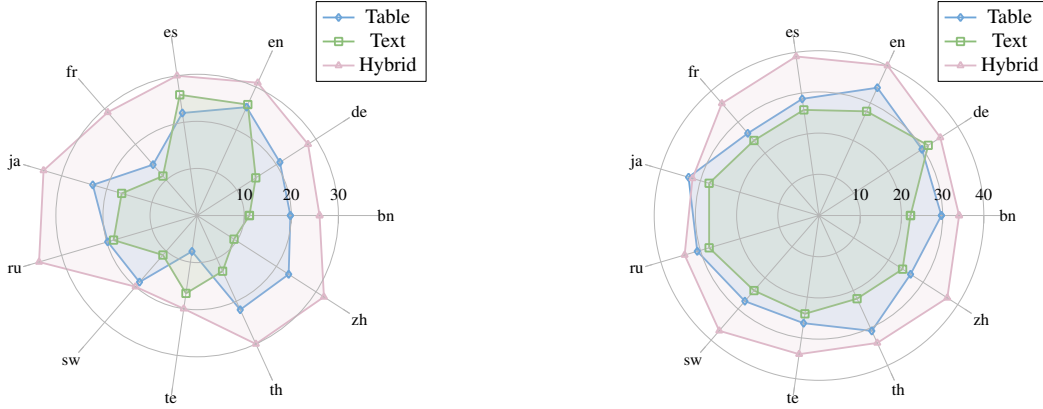 Table
Text
Hybrid
es
en
fr
de
ja
10
20
30
bn
ru
zh
sw
th
te
Table
Text
Hybrid
es
en
fr
de
ja
10
20
30
40
bn
ru
zh
sw
th
te